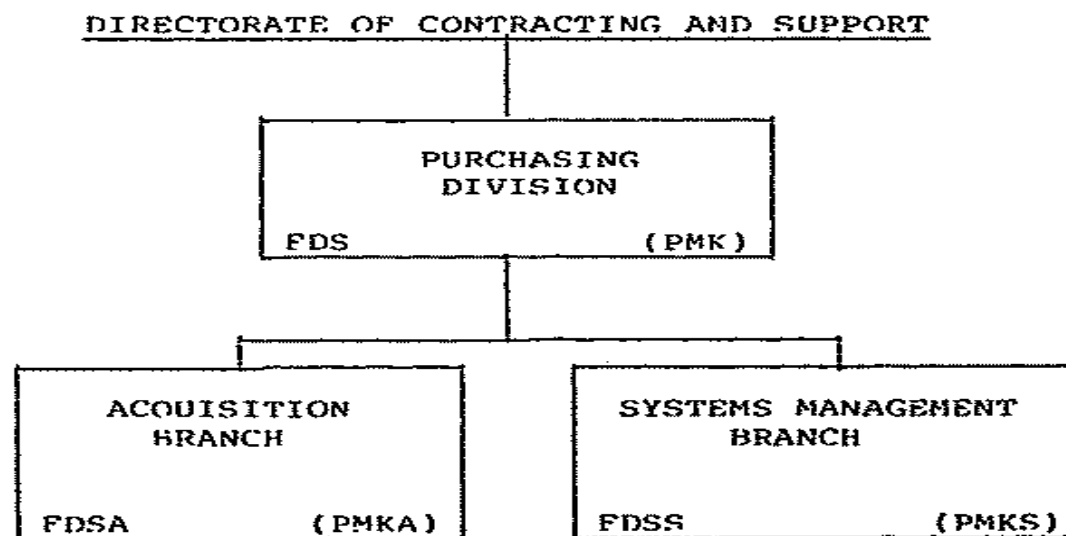 DIRECTORATE OF CONTRACTING AND SUPPORT
PURCHASING
DIVISION
FDS (PMK)
ACQUISITION SYSTEMS MANAGEMENT
BRANCH BRANCH
FDSA (PMKA) FDSS (PMKS)